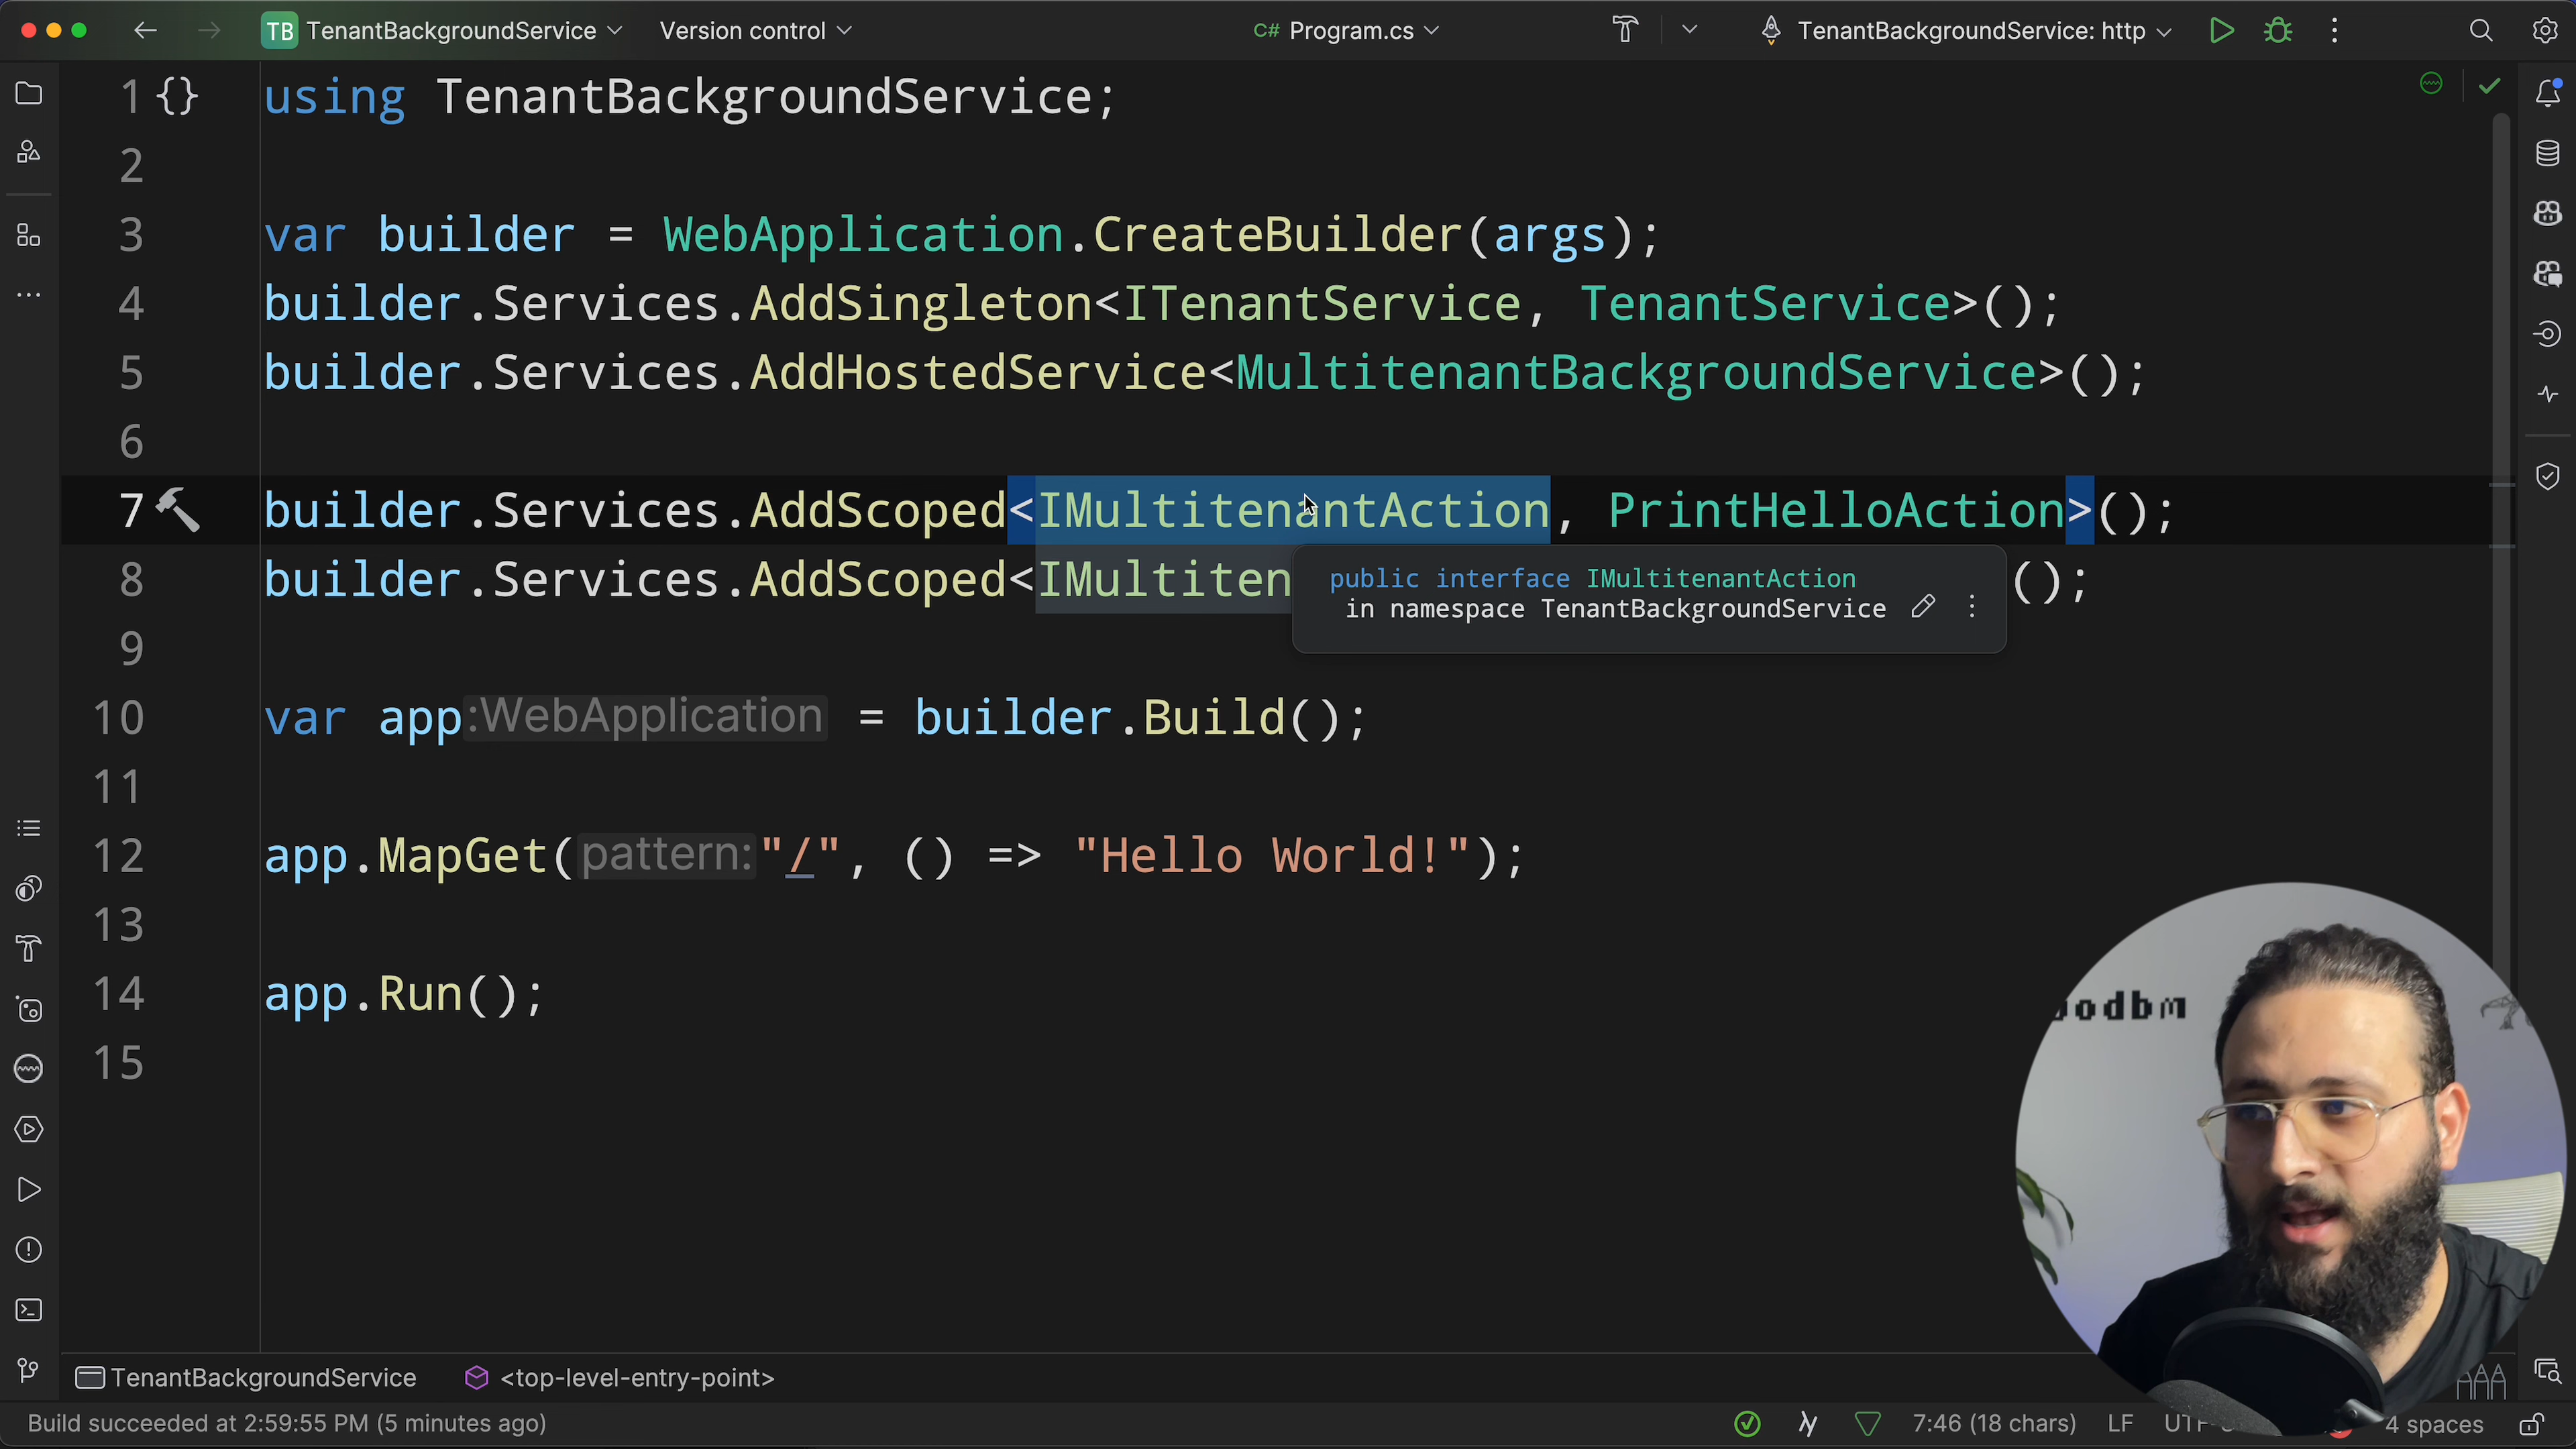 TB TenantBackgroundService Version control C# Program.cs TenantBackgroundService: http
1 {} using TenantBackgroundService;
2
3 var builder = WebApplication.CreateBuilder(args);
4 builder.Services.AddSingleton<ITenantService, TenantService>();
5 builder.Services.AddHostedService<MultitenantBackgroundService>();
6
7 builder.Services.AddScoped<IMultitenantAction, PrintHelloAction>();
8 builder.Services.AddScoped<IMultiten ();
public interface IMultitenantAction
in namespace TenantBackgroundService
9
10 var app:WebApplication = builder.Build();
11
12 app.MapGet(pattern:"/", () => "Hello World!");
13
14 app.Run();
15
TenantBackgroundService <top-level-entry-point>
Build succeeded at 2:59:55 PM (5 minutes ago) 7:46 (18 chars) LF 4 spaces